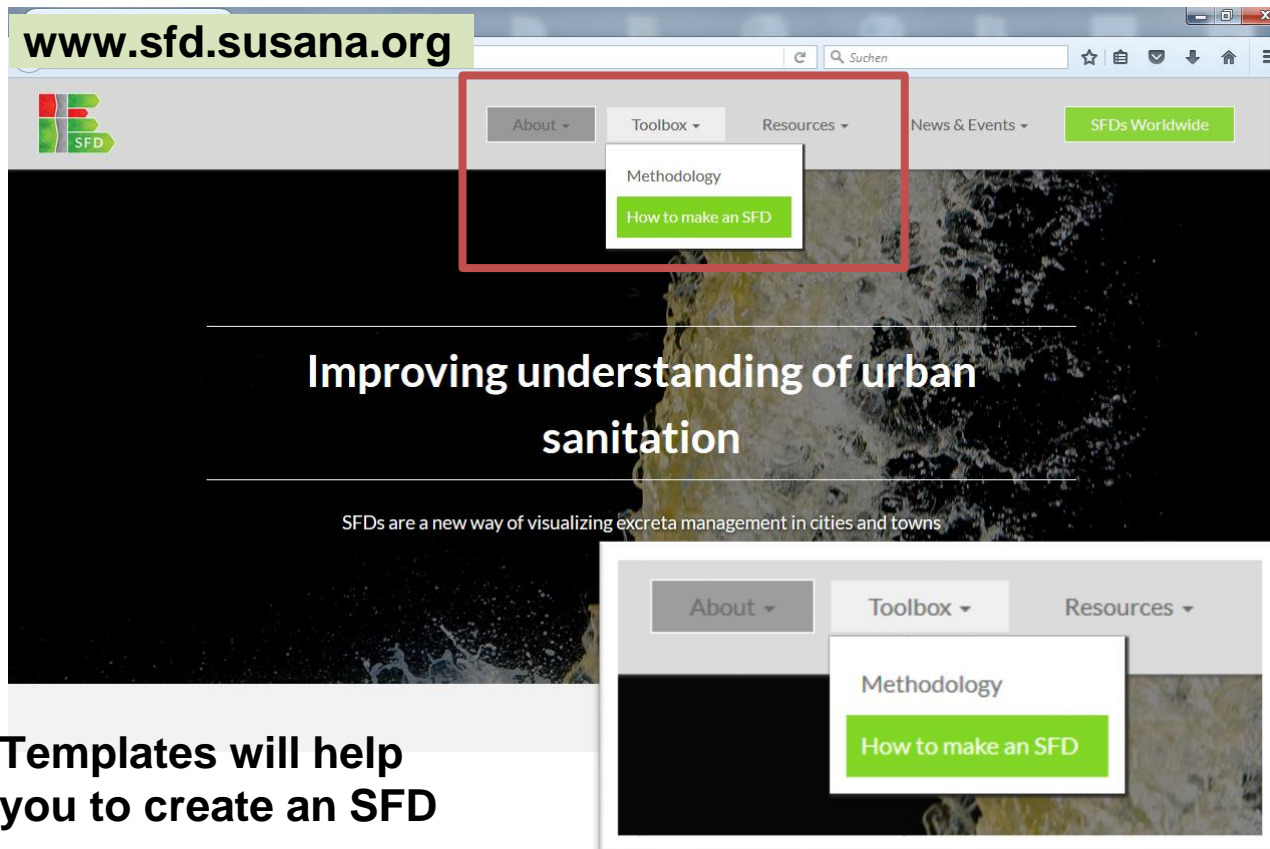 www.sfd.susana.org
Suchen
SFD
About
Toolbox
Resources
News & Events
SFDs Worldwide
Methodology
How to make an SFD
Improving understanding of urban
sanitation
SFDs are a new way of visualizing excreta management in cities and towns
About
Toolbox
Resources
Methodology
How to make an SFD
Templates will help
you to create an SFD